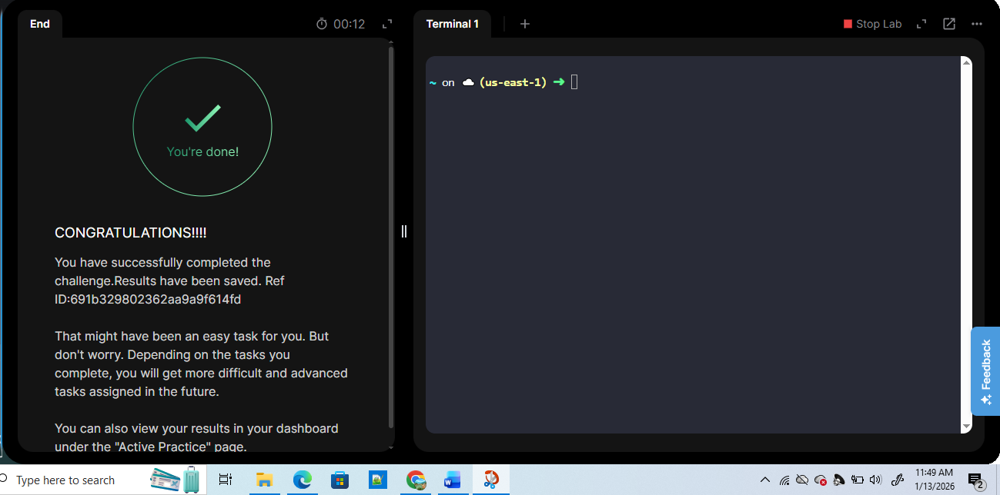 End
00:12
You're done!
CONGRATULATIONS!!!!
You have successfully completed the
challenge.Results have been saved. Ref
ID:691b329802362aa9a9f614fd
That might have been an easy task for you. But
don't worry. Depending on the tasks you
complete, you will get more difficult and advanced
tasks assigned in the future.
You can also view your results in your dashboard
under the "Active Practice" page.
Terminal 1
+
Stop Lab
~ on (us-east-1) ➜
Feedback
Type here to search
11:49 AM
1/13/2026
2